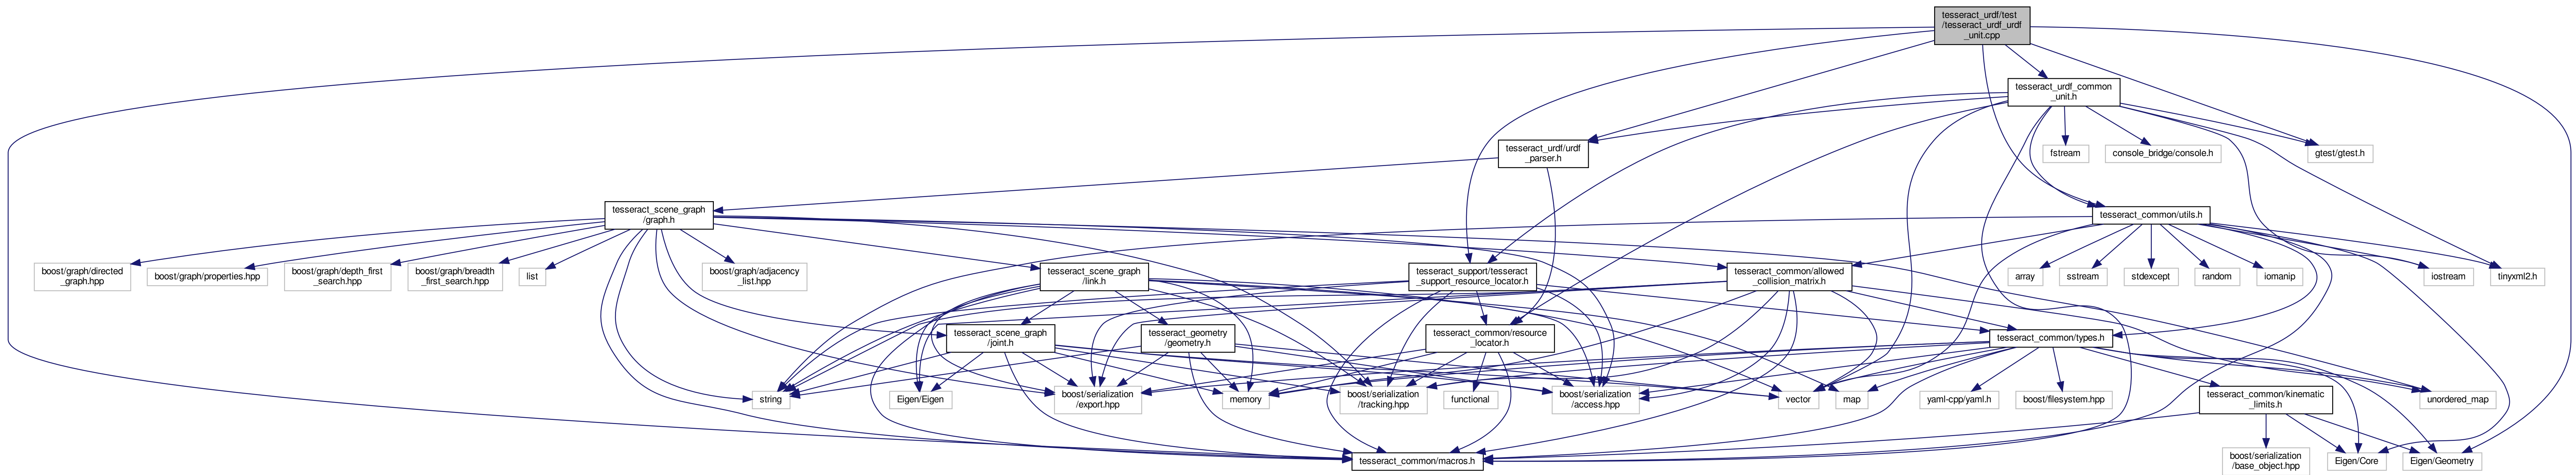 tesseract_urdf/test
/tesseract_urdf_urdf
_unit.cpp
tesseract_urdf_common
_unit.h
tesseract_urdf/urdf
_parser.h
fstream
console_bridge/console.h
gtest/gtest.h
tesseract_scene_graph
/graph.h
tesseract_common/utils.h
boost/graph/directed
_graph.hpp
boost/graph/properties.hpp
boost/graph/depth_first
_search.hpp
boost/graph/breadth
_first_search.hpp
list
boost/graph/adjacency
_list.hpp
tesseract_scene_graph
/link.h
tesseract_support/tesseract
_support_resource_locator.h
tesseract_common/allowed
_collision_matrix.h
array
sstream
stdexcept
random
iomanip
iostream
tinyxml2.h
tesseract_scene_graph
/joint.h
tesseract_geometry
/geometry.h
tesseract_common/resource
_locator.h
tesseract_common/types.h
string
Eigen/Eigen
boost/serialization
/export.hpp
memory
boost/serialization
/tracking.hpp
functional
boost/serialization
/access.hpp
vector
map
yaml-cpp/yaml.h
boost/filesystem.hpp
tesseract_common/kinematic
_limits.h
unordered_map
tesseract_common/macros.h
boost/serialization
/base_object.hpp
Eigen/Core
Eigen/Geometry